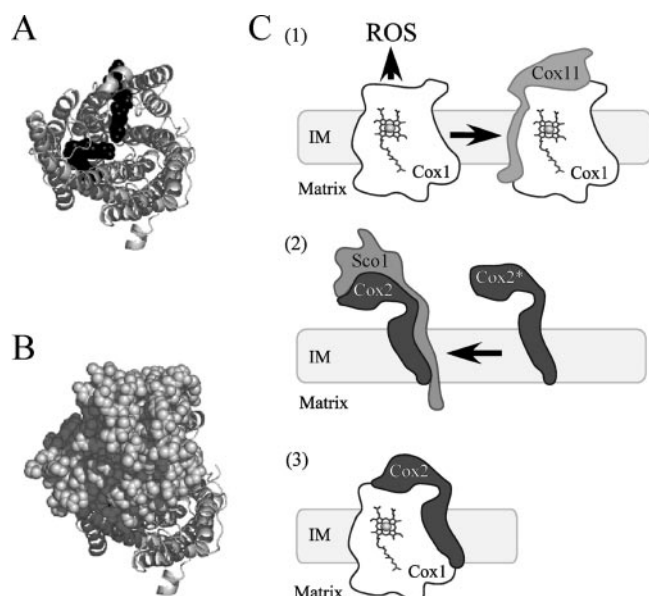 A
B
C (1)
ROS
Cox11
IM
Cox1
Cox1
Matrix
(2)
Sco1
Cox2
Cox2*
IM
Matrix
(3)
Cox2
IM
Cox1
Matrix